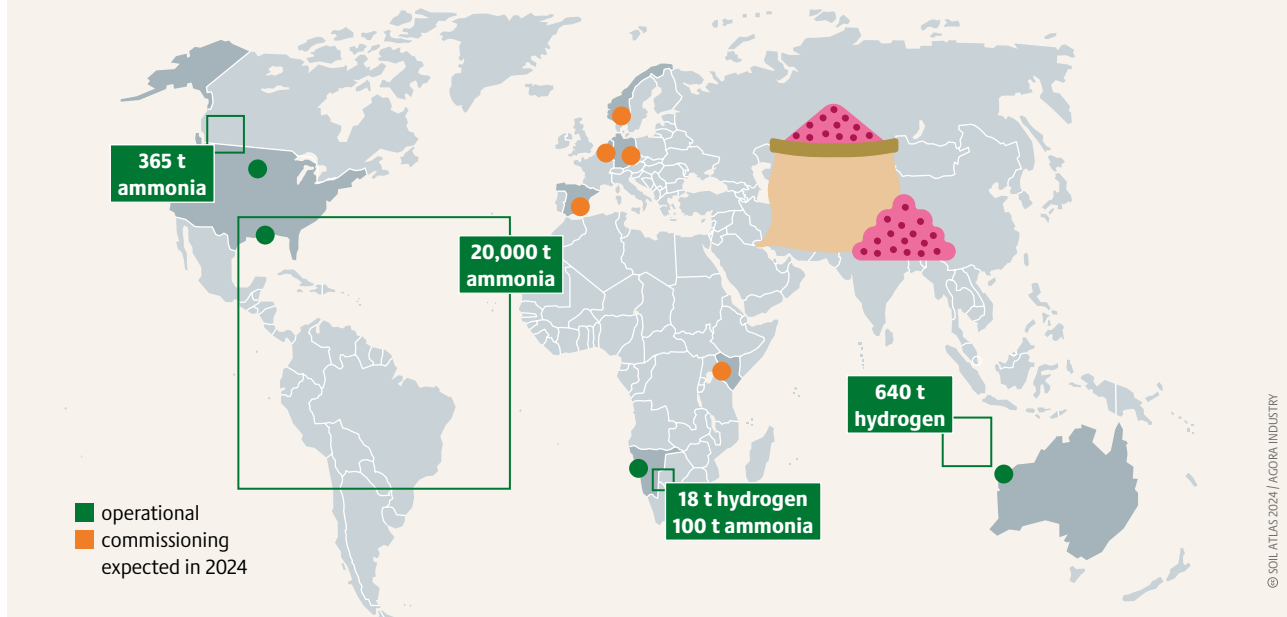 365 t
ammonia
20,000 t
ammonia
640 t
hydrogen
18 t hydrogen
100 t ammonia
operational
commissioning
expected in 2024
SOIL ATLAS 2024 / AGORA INDUSTRY